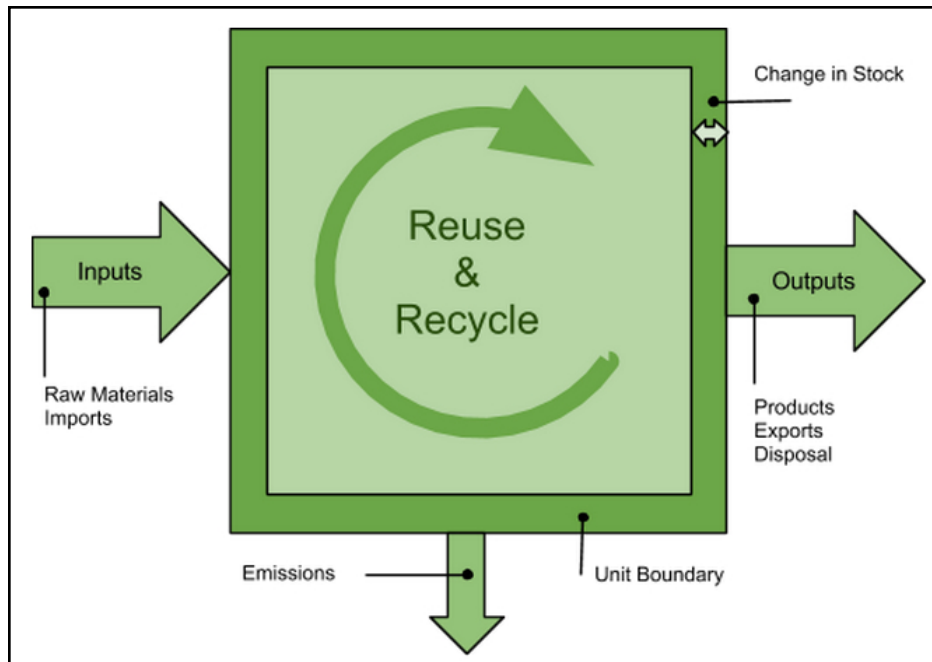 Change in Stock
Reuse
&
Recycle
Inputs
Outputs
Raw Materials
Imports
Products
Exports
Disposal
Emissions
Unit Boundary